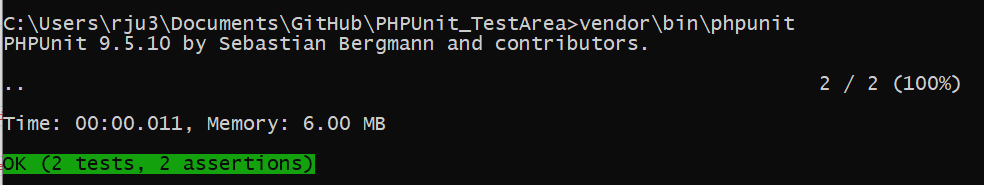 C:\Users\rju3\Documents\GitHub\PHPUnit_TestArea>vendor\bin\phpunit
PHPUnit 9.5.10 by Sebastian Bergmann and contributors.
.. 2 / 2 (100%)
Time: 00:00.011, Memory: 6.00 MB
OK (2 tests, 2 assertions)